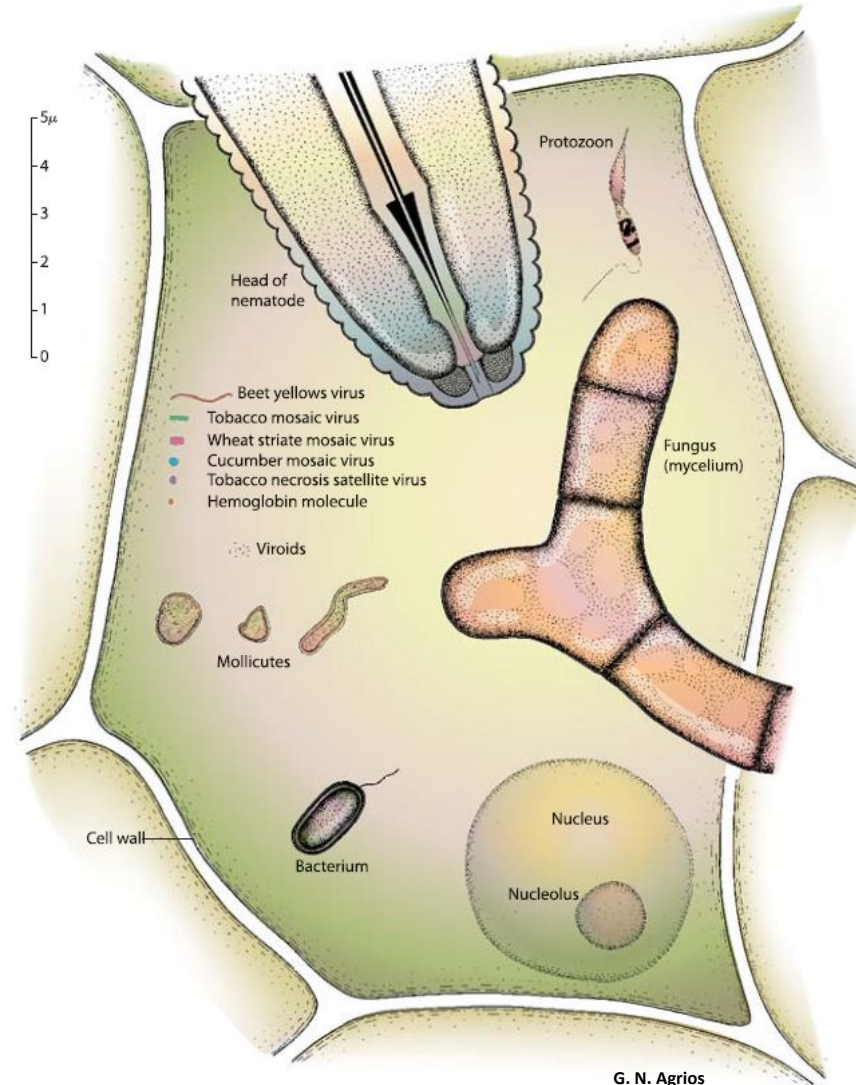 5μ
4
3
2
1
0
Protozoon
Head of
nematode
Beet yellows virus
Tobacco mosaic virus
Wheat striate mosaic virus
Cucumber mosaic virus
Tobacco necrosis satellite virus
Hemoglobin molecule
Fungus
(mycelium)
Viroids
Mollicutes
Cell wall
Bacterium
Nucleus
Nucleolus
G. N. Agrios